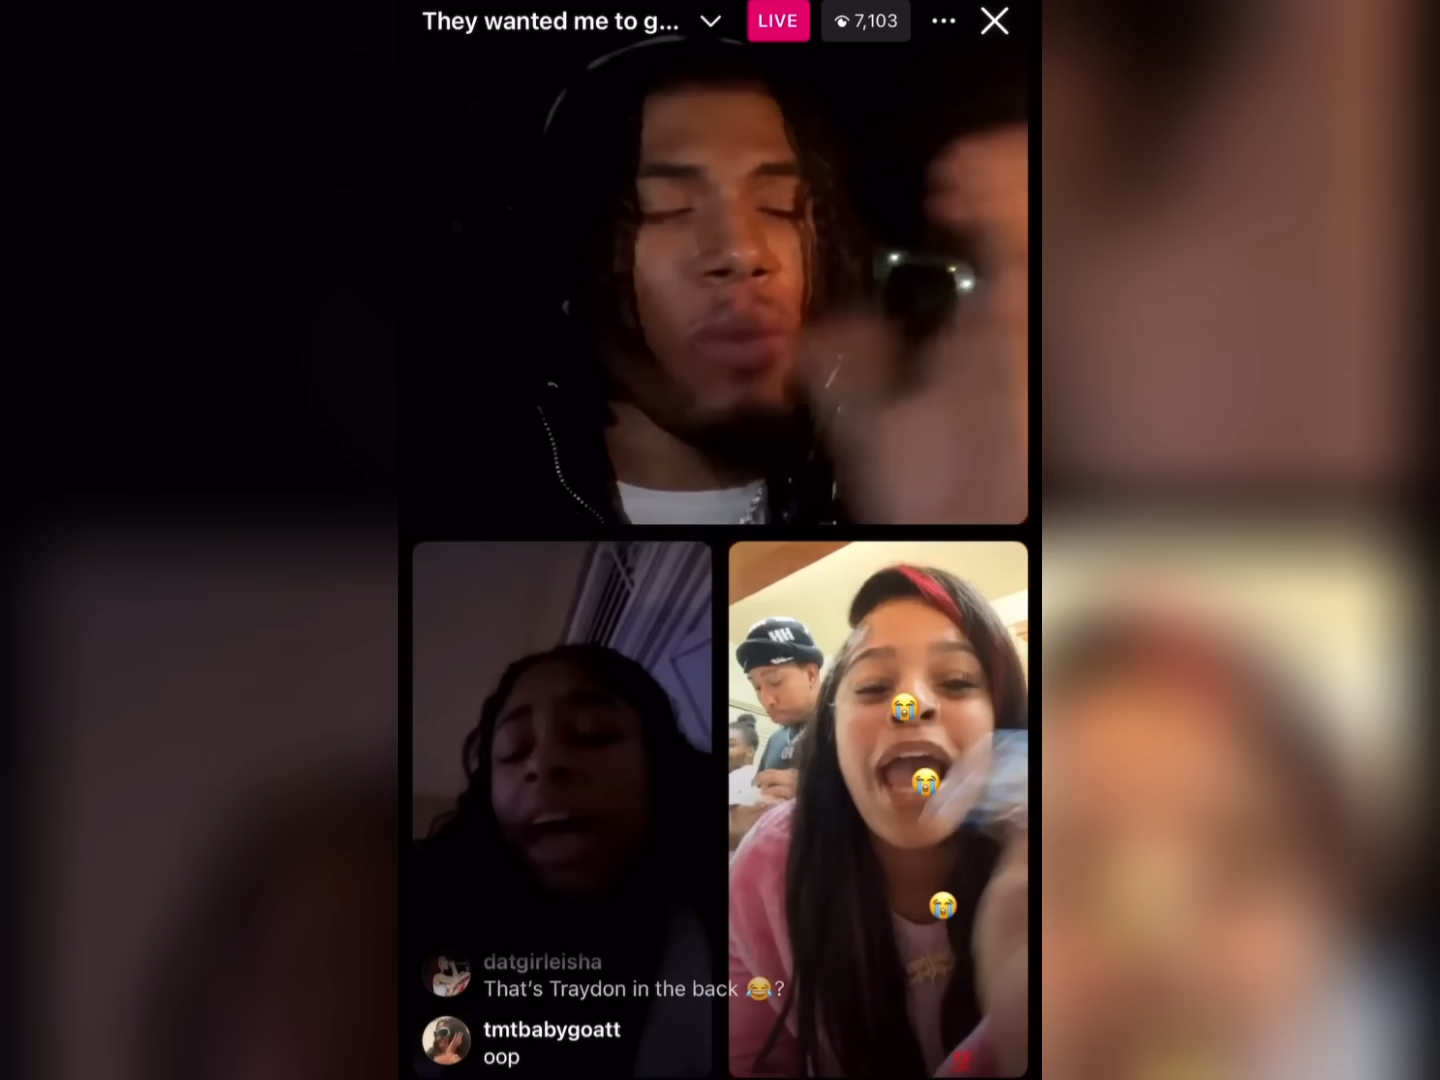 They wanted me to g...
LIVE
7,103
datgirleisha
That's Traydon in the back 😂?
tmtbabygoatt
oop